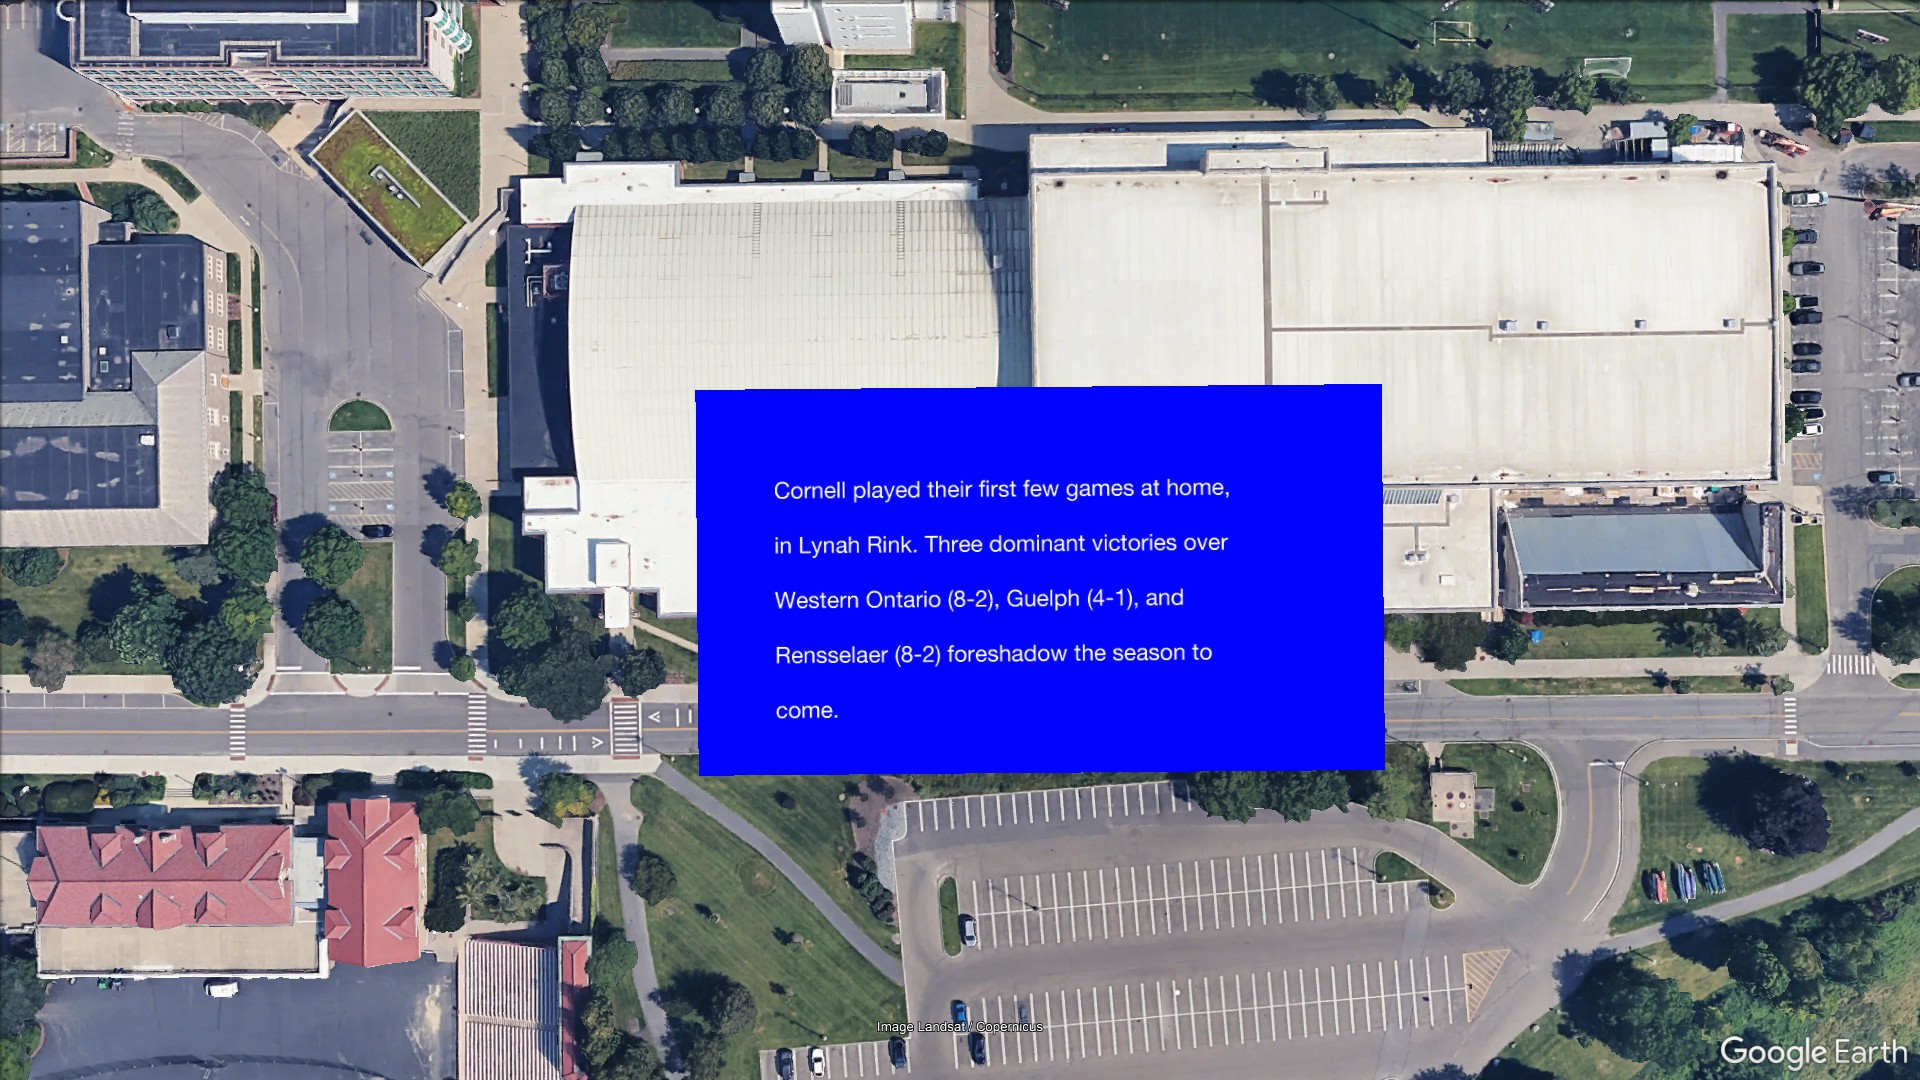 Cornell played their first few games at home,
in Lynah Rink. Three dominant victories over
Western Ontario (8-2), Guelph (4-1), and
Rensselaer (8-2) foreshadow the season to
come.
Image Landsat / Copernicus
Google Earth